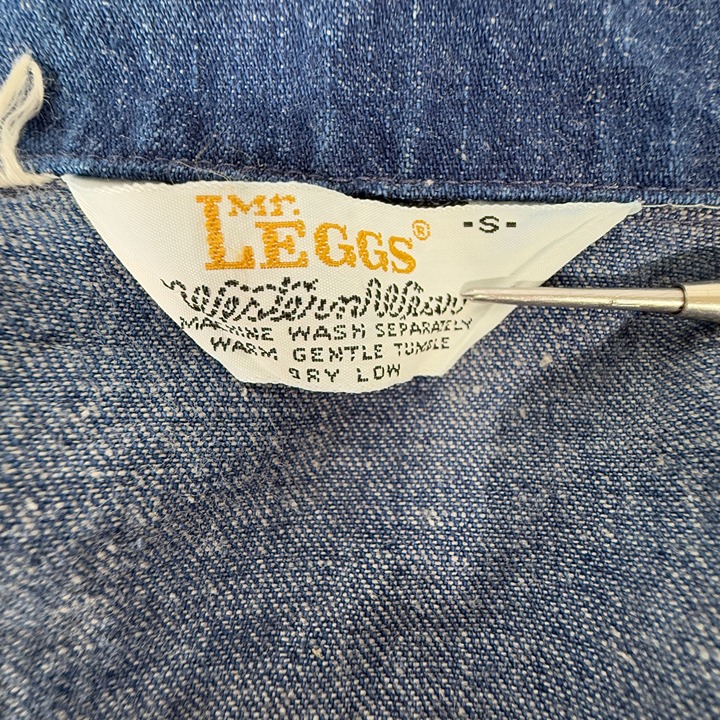 Mr.
LEGGS®
-S-
Western Wear
MACHINE WASH SEPARATELY
WARM GENTLE TUMBLE
DRY LOW